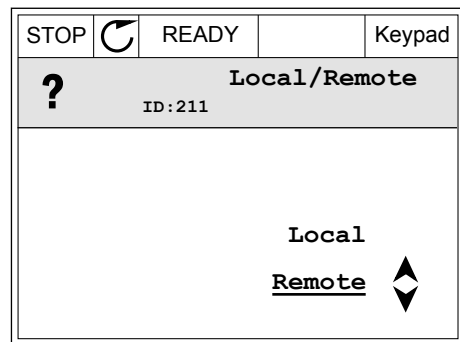 STOP READY Keypad
? Local/Remote
ID:211
Local
Remote